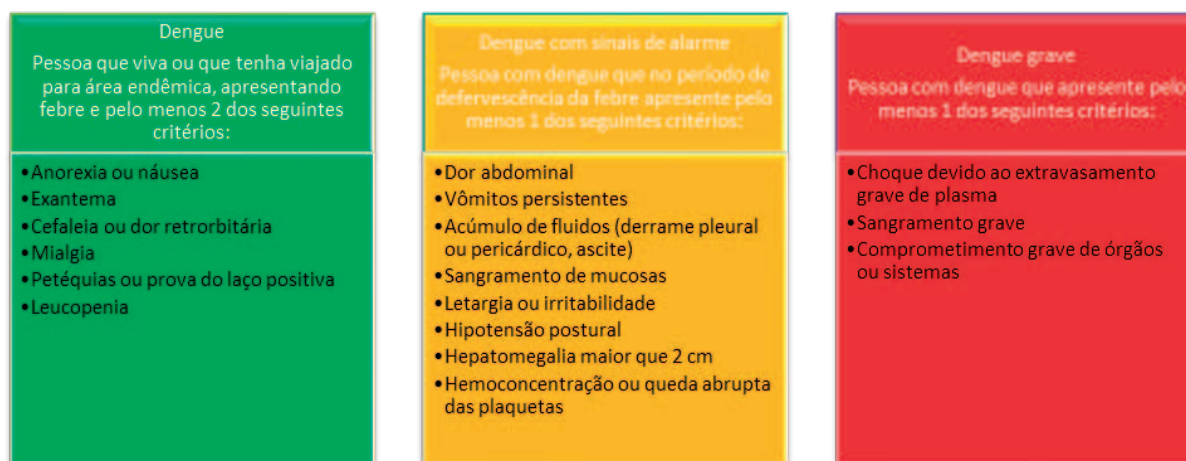 Dengue
Pessoa que viva ou que tenha viajado
para área endêmica, apresentando
febre e pelo menos 2 dos seguintes
critérios:
•Anorexia ou náusea
•Exantema
•Cefaleia ou dor retrorbitária
•Mialgia
•Petéquias ou prova do laço positiva
•Leucopenia
Dengue com sinais de alarme
Pessoa com dengue que no período de
defervescência da febre apresente pelo
menos 1 dos seguintes critérios:
•Dor abdominal
•Vômitos persistentes
•Acúmulo de fluidos (derrame pleural
ou pericárdico, ascite)
•Sangramento de mucosas
•Letargia ou irritabilidade
•Hipotensão postural
•Hepatomegalia maior que 2 cm
•Hemoconcentração ou queda abrupta
das plaquetas
Dengue grave
Pessoa com dengue que apresente pelo
menos 1 dos seguintes critérios:
•Choque devido ao extravasamento
grave de plasma
•Sangramento grave
•Comprometimento grave de órgãos
ou sistemas